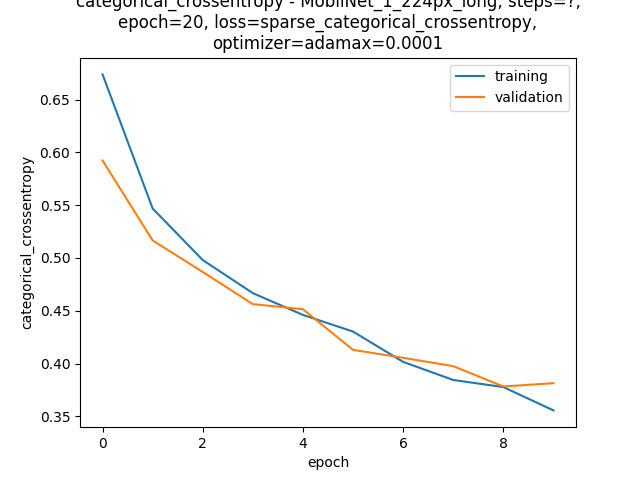 categorical_crossentropy - MobilNet_1_224px_long, steps=?,
epoch=20, loss=sparse_categorical_crossentropy,
optimizer=adamax=0.0001
training
validation
categorical_crossentropy
0.65
0.60
0.55
0.50
0.45
0.40
0.35
0 2 4 6 8
epoch